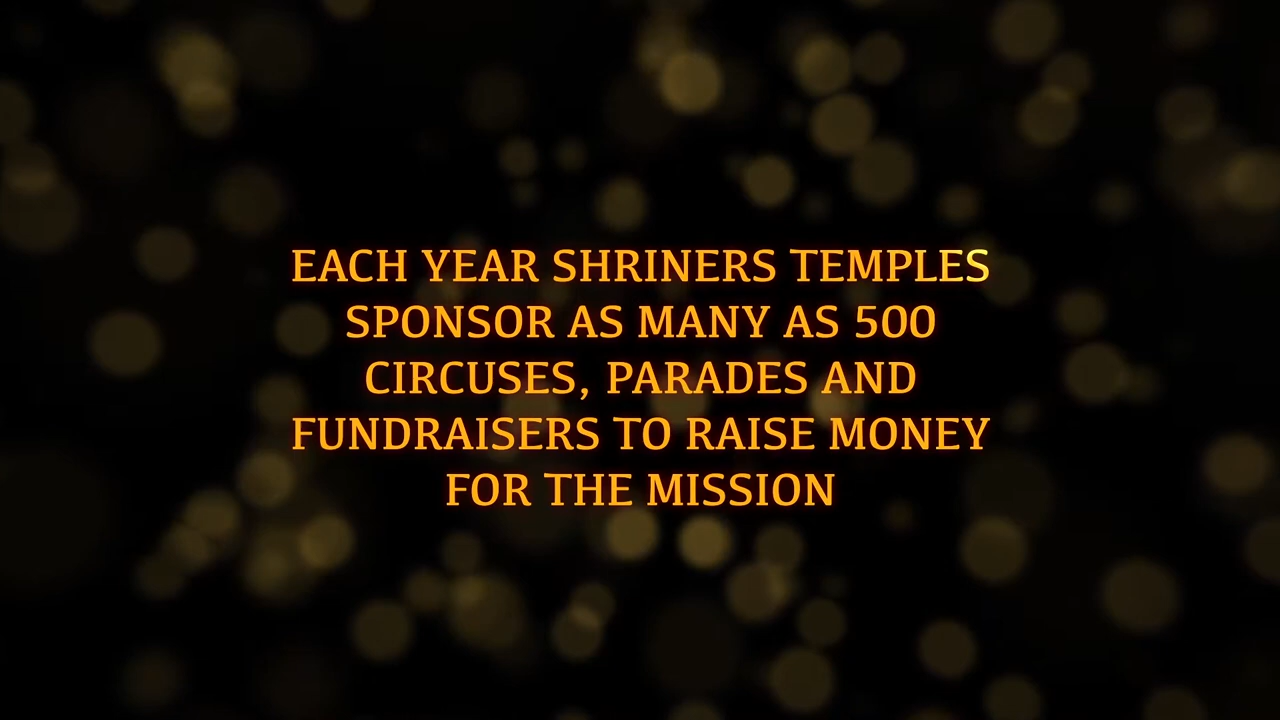 EACH YEAR SHRINERS TEMPLES
SPONSOR AS MANY AS 500
CIRCUSES, PARADES AND
FUNDRAISERS TO RAISE MONEY
FOR THE MISSION